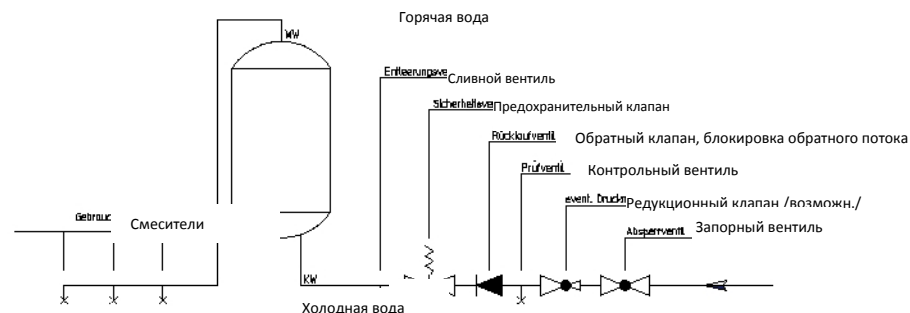 Горячая вода
WW
Entleerungsve Сливной вентиль
Sicherheitsve Предохранительный клапан
Rücklaufventil Обратный клапан, блокировка обратного потока
Prüfventil Контрольный вентиль
event. Druckm Редукционный клапан /возможн./
Gebrauc Смесители
Absperrventil Запорный вентиль
KW
Холодная вода